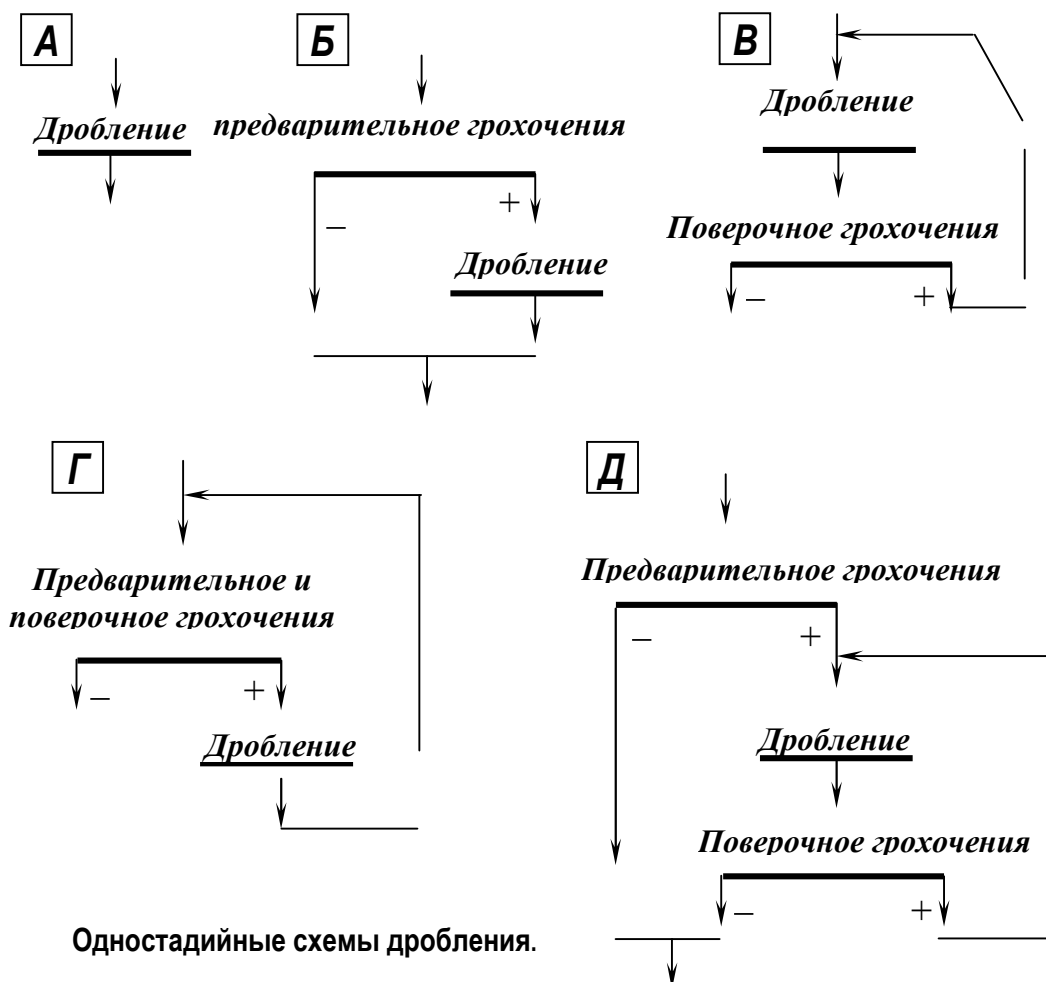 А
Дробление
Б
предварительное грохочения
–
+
Дробление
В
Дробление
Поверочное грохочения
–
+
Г
Предварительное и
поверочное грохочения
–
+
Дробление
Д
Предварительное грохочения
–
+
Дробление
Поверочное грохочения
–
+
Одностадийные схемы дробления.